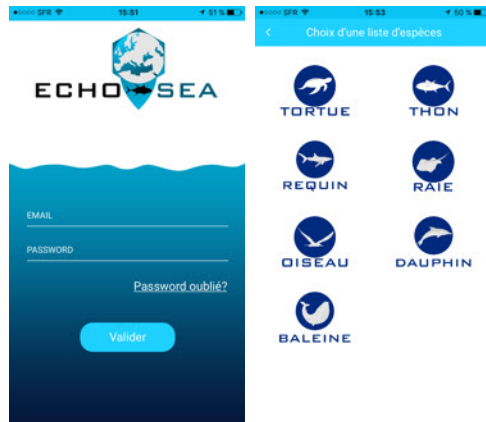 SFR 15:51 51 %
ECHO SEA
EMAIL
PASSWORD
Password oublié?
Valider
SFR 15:53 50 %
Choix d'une liste d'espèces
TORTUE THON
REQUIN RAIE
OISEAU DAUPHIN
BALEINE